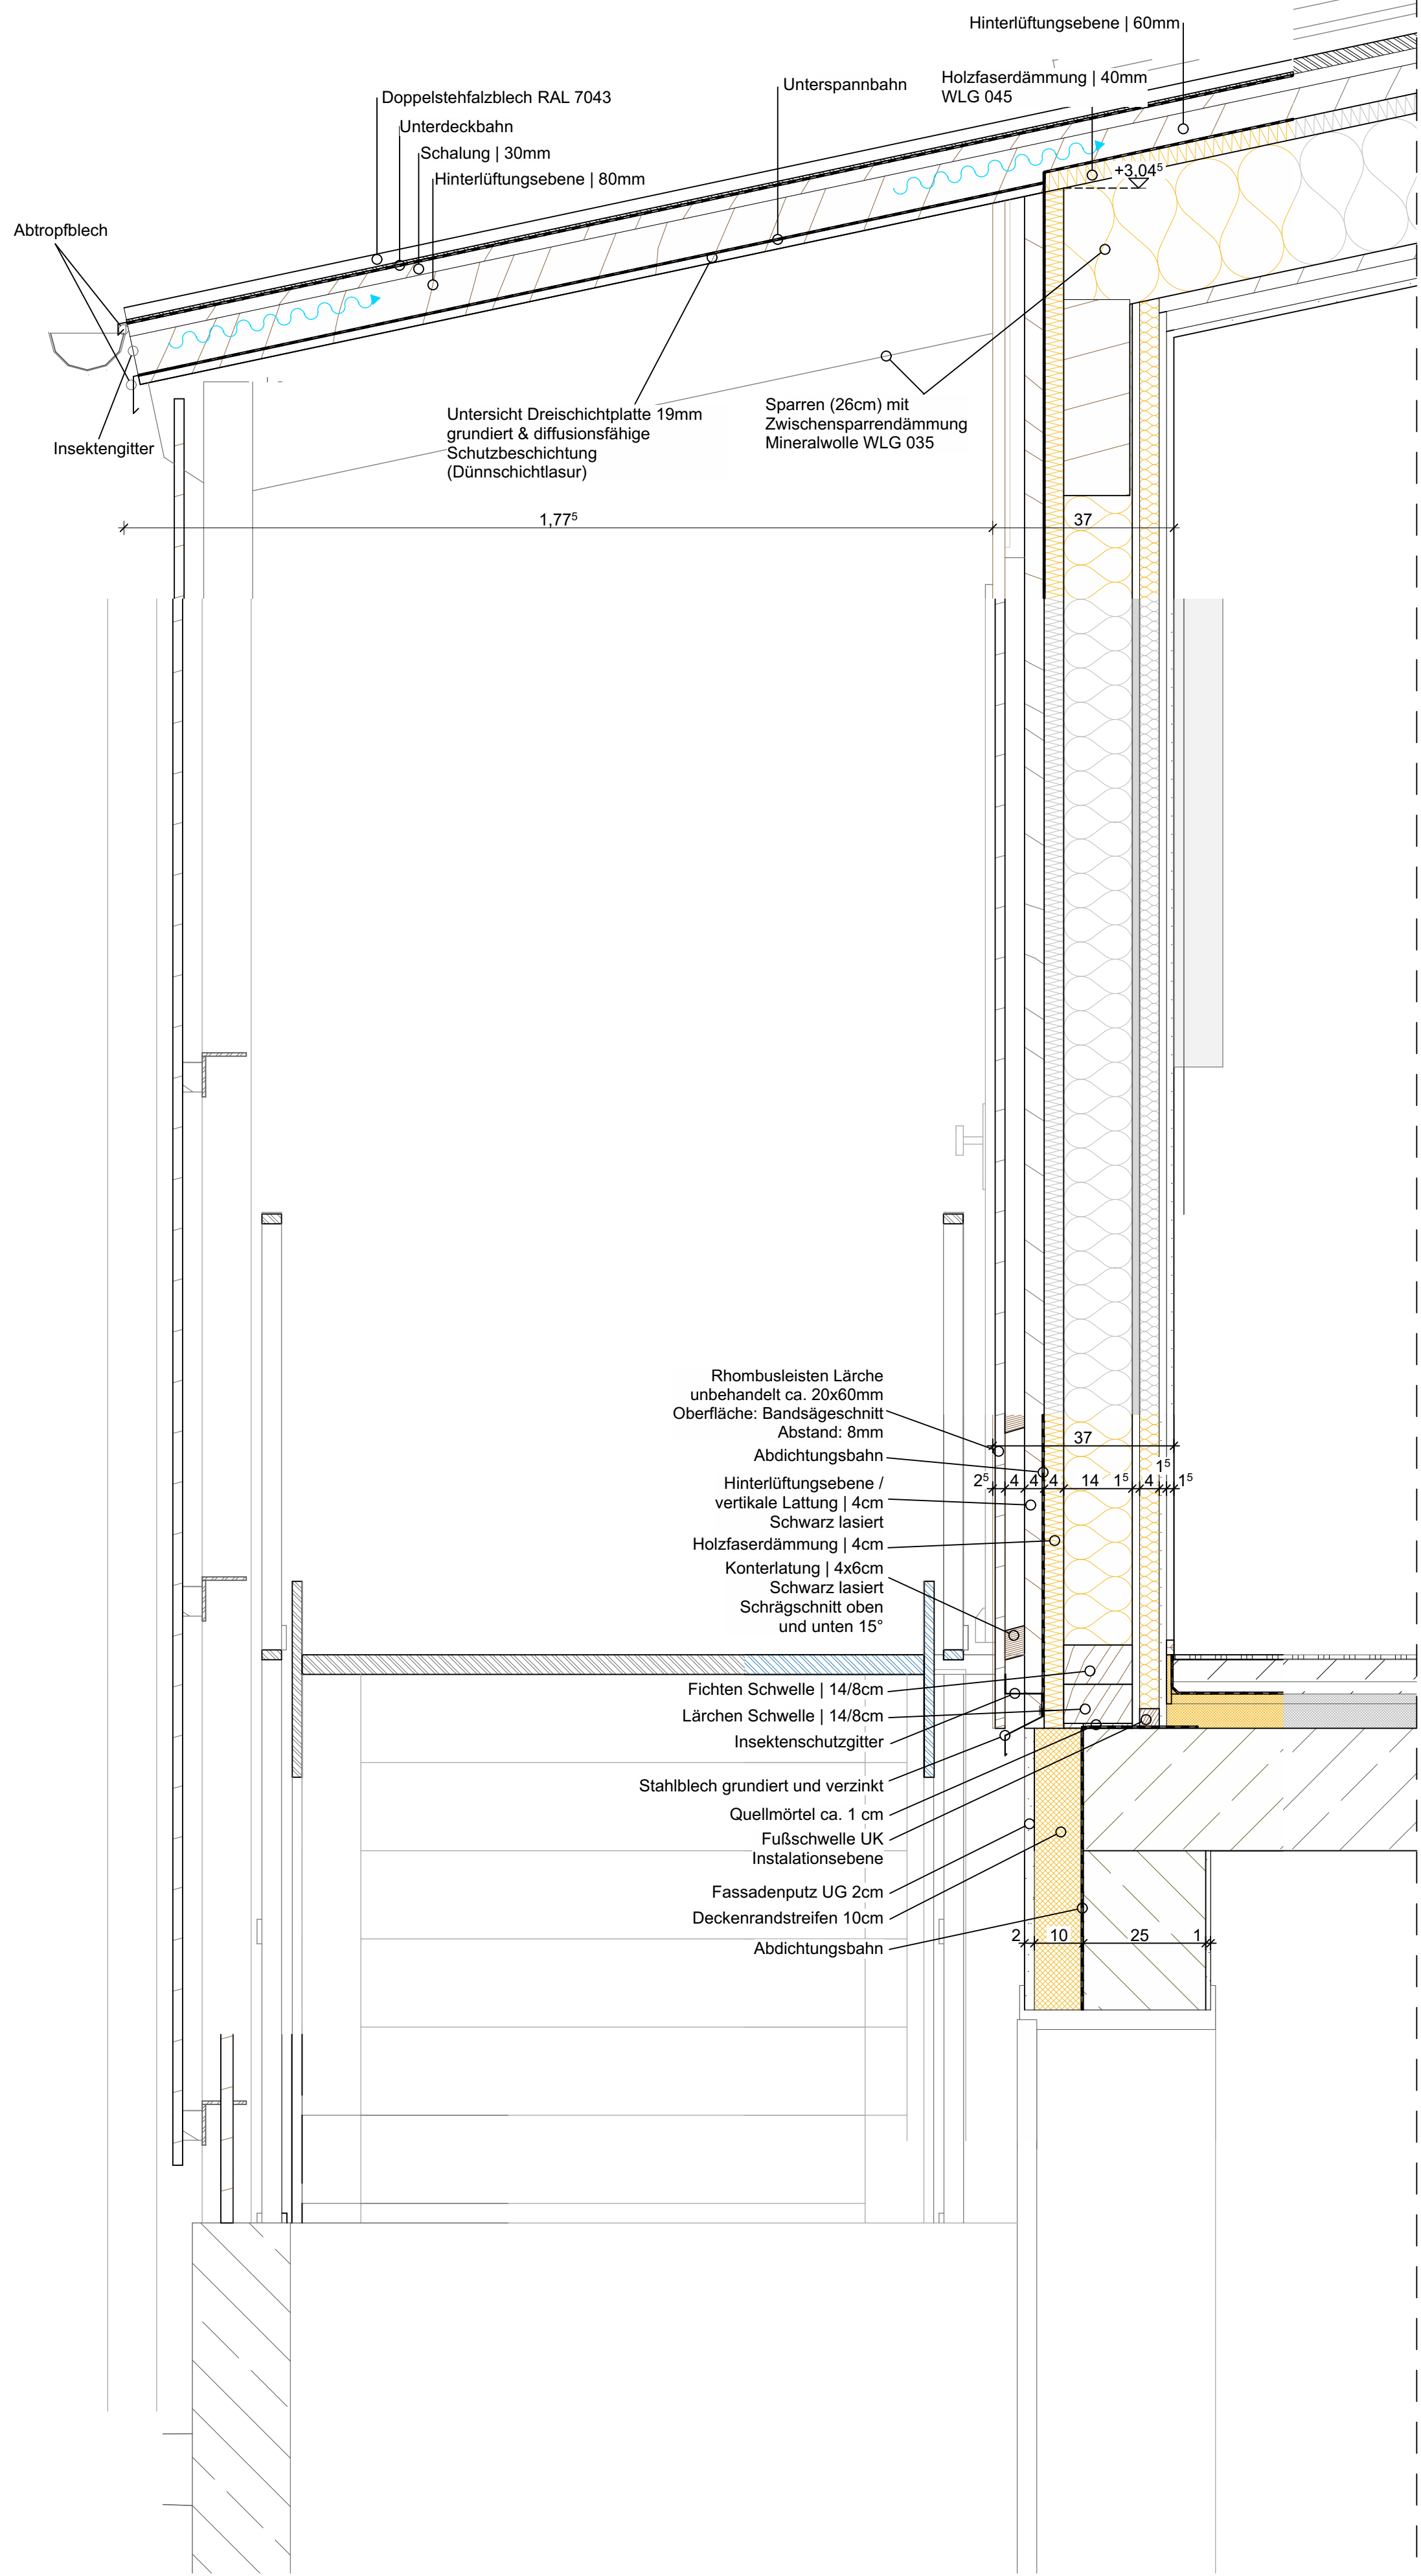 Hinterlüftungsebene | 60mm
Holzfaserdämmung | 40mm
WLG 045
Unterspannbahn
Doppelstehfalzblech RAL 7043
Unterdeckbahn
Schalung | 30mm
Hinterlüftungsebene | 80mm
+3,04⁵
Abtropfblech
Insektengitter
Untersicht Dreischichtplatte 19mm
grundiert & diffusionsfähige
Schutzbeschichtung
(Dünnschichtlasur)
Sparren (26cm) mit
Zwischensparrendämmung
Mineralwolle WLG 035
1,77⁵
37
Rhombusleisten Lärche
unbehandelt ca. 20x60mm
Oberfläche: Bandsägeschnitt
Abstand: 8mm
Abdichtungsbahn
Hinterlüftungsebene /
vertikale Lattung | 4cm
Schwarz lasiert
Holzfaserdämmung | 4cm
Konterlatung | 4x6cm
Schwarz lasiert
Schrägschnitt oben
und unten 15°
37
2⁵ 4 4 4 14 1⁵ 4 1⁵ 1⁵
Fichten Schwelle | 14/8cm
Lärchen Schwelle | 14/8cm
Insektenschutzgitter
Stahlblech grundiert und verzinkt
Quellmörtel ca. 1 cm
Fußschwelle UK
Instalationsebene
Fassadenputz UG 2cm
Deckenrandstreifen 10cm
Abdichtungsbahn
2 10 25 1